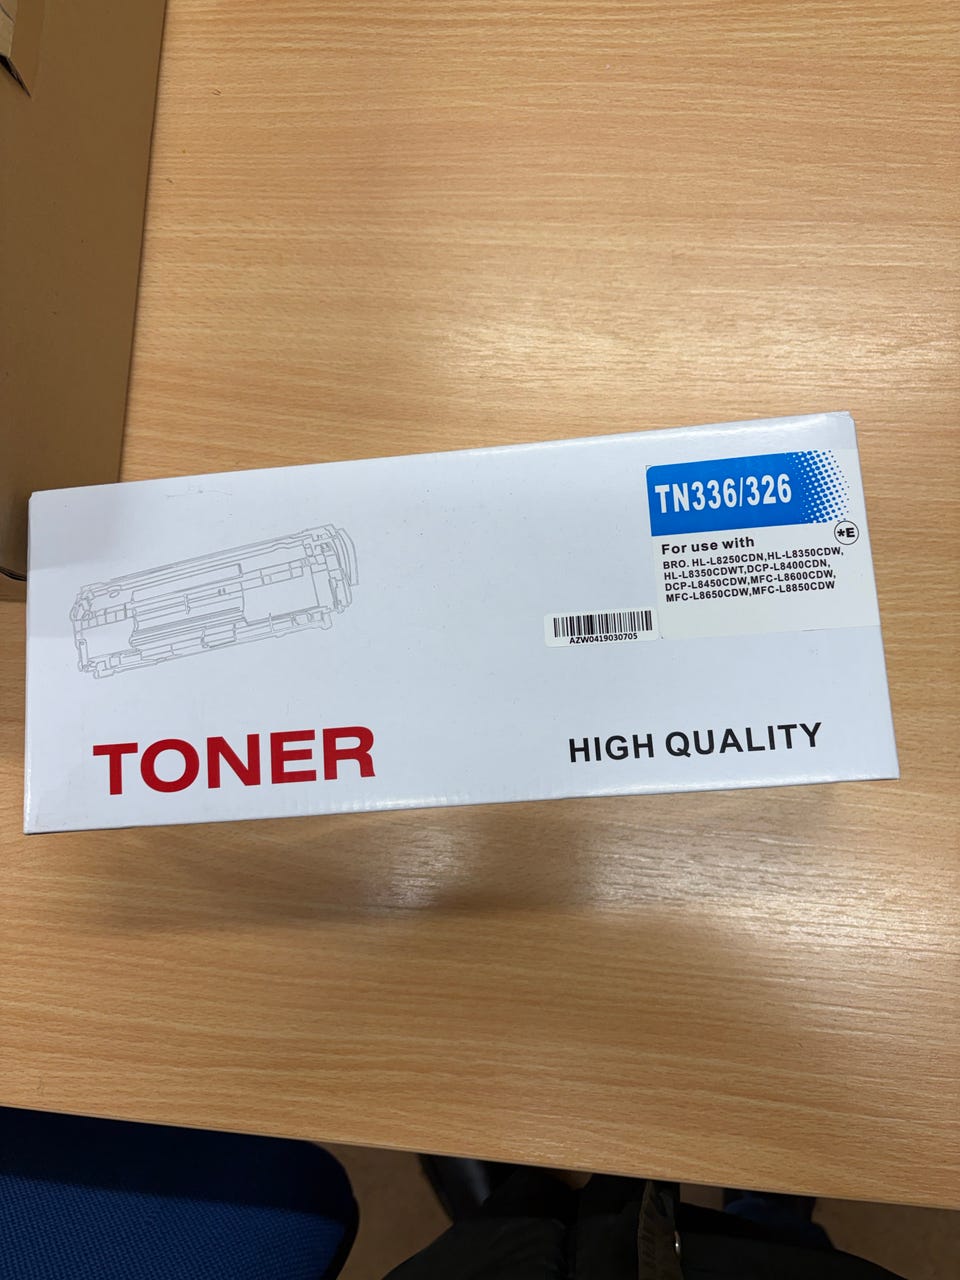 TN336/326
*E
For use with
BRO. HL-L8250CDN,HL-L8350CDW,
HL-L8350CDWT,DCP-L8400CDN,
DCP-L8450CDW,MFC-L8600CDW,
MFC-L8650CDW,MFC-L8850CDW
AZW0419030705
TONER
HIGH QUALITY